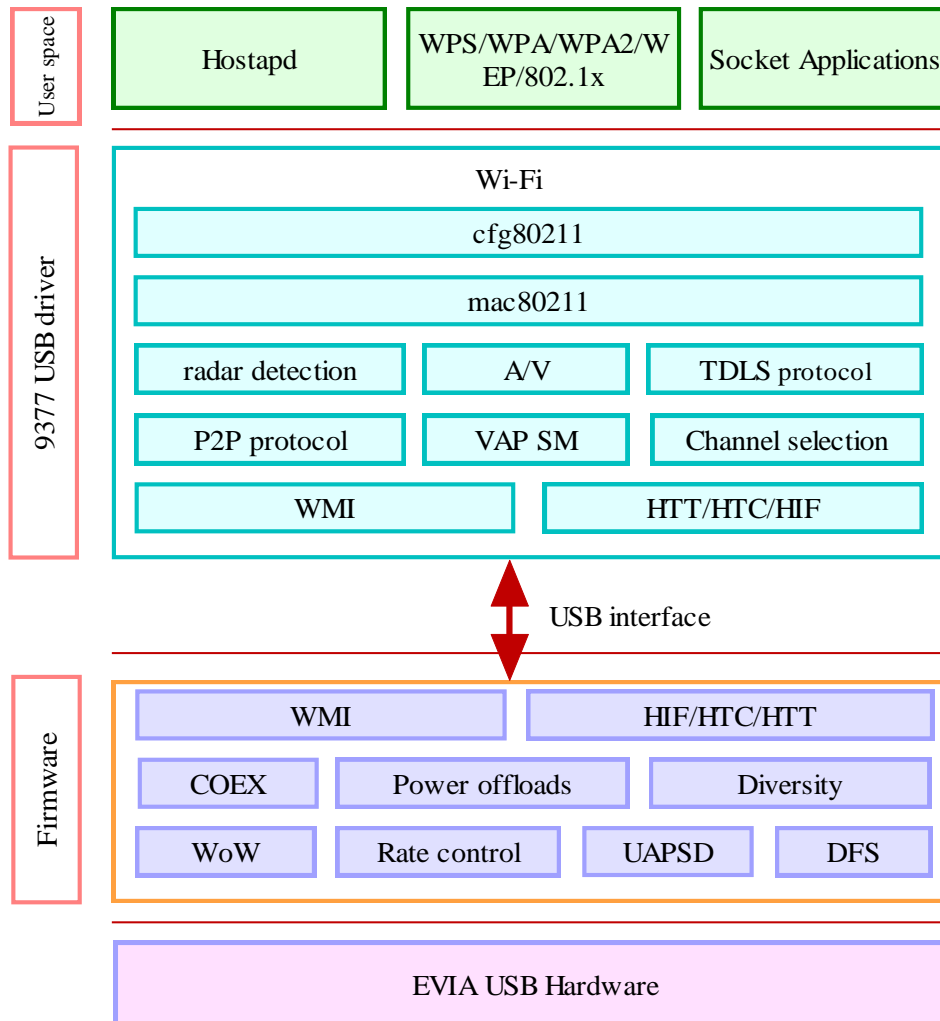 User space
Hostapd
WPS/WPA/WPA2/W
EP/802.1x
Socket Applications
9377 USB driver
Wi-Fi
cfg80211
mac80211
radar detection
A/V
TDLS protocol
P2P protocol
VAP SM
Channel selection
WMI
HTT/HTC/HIF
USB interface
Firmware
WMI
HIF/HTC/HTT
COEX
Power offloads
Diversity
WoW
Rate control
UAPSD
DFS
EVIA USB Hardware